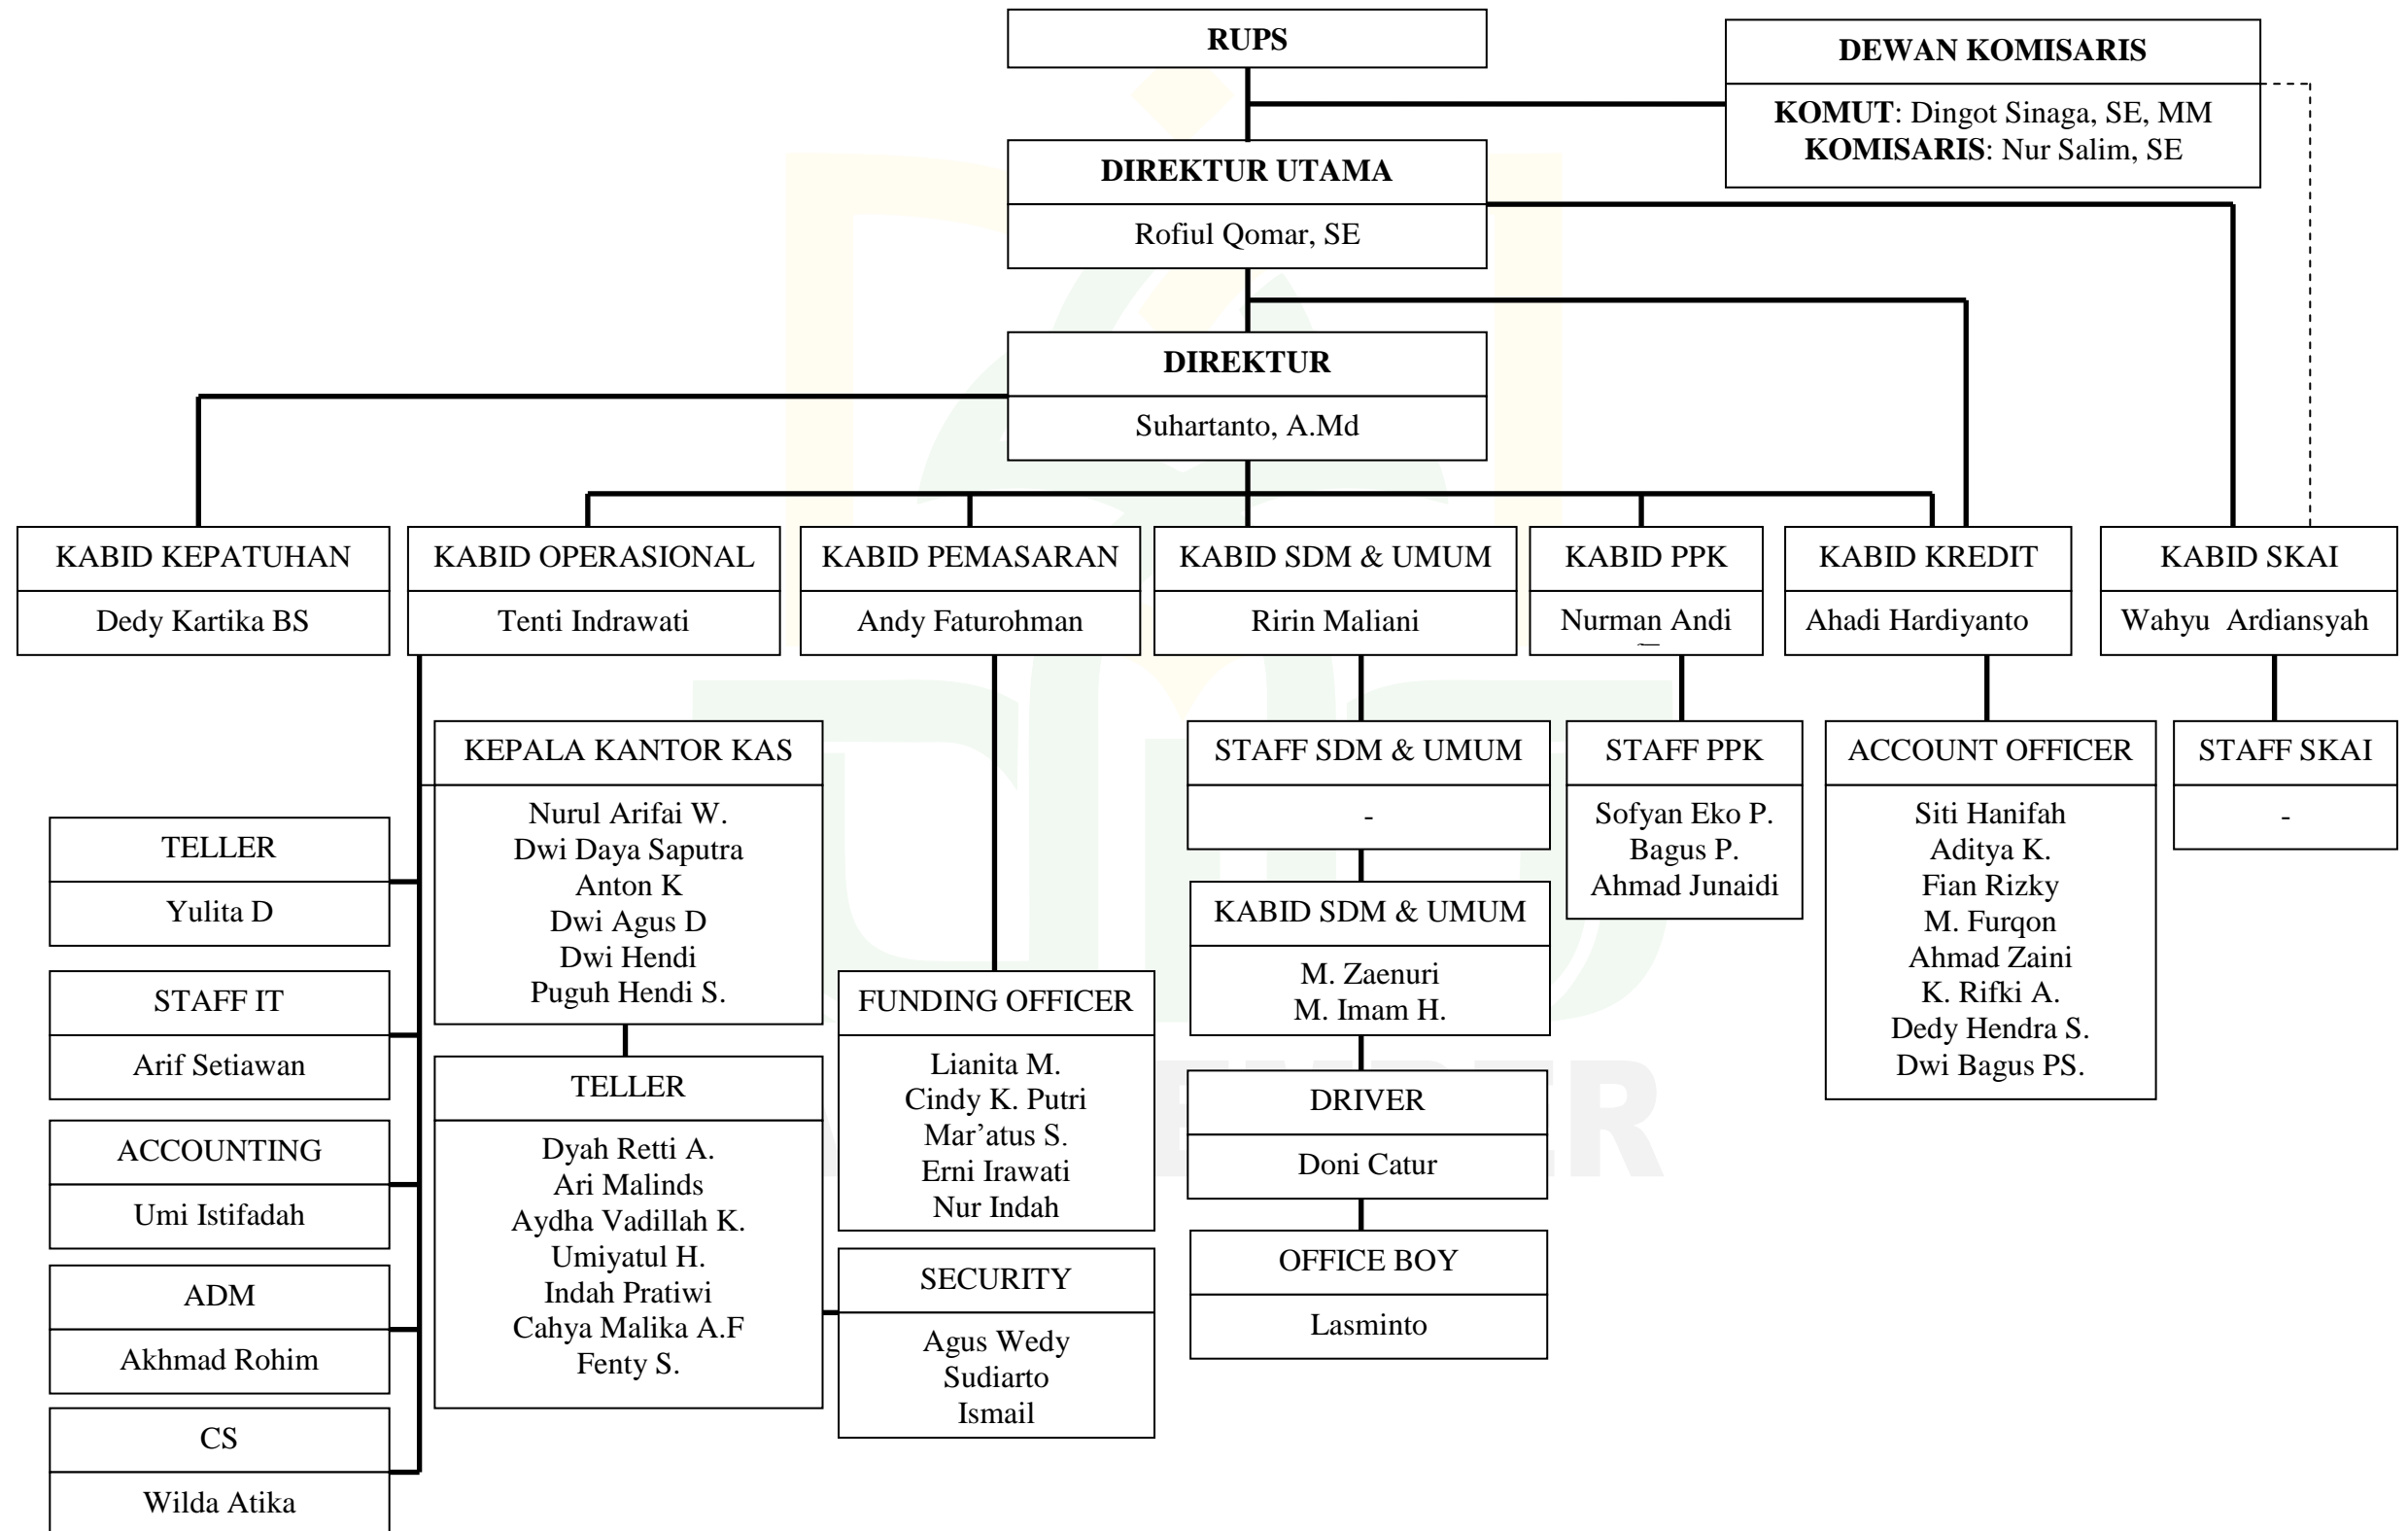 RUPS
DEWAN KOMISARIS
KOMUT: Dingot Sinaga, SE, MM
KOMISARIS: Nur Salim, SE
DIREKTUR UTAMA
Rofiul Qomar, SE
DIREKTUR
Suhartanto, A.Md
KABID KEPATUHAN
Dedy Kartika BS
KABID OPERASIONAL
Tenti Indrawati
KABID PEMASARAN
Andy Faturohman
KABID SDM & UMUM
Ririn Maliani
KABID PPK
Nurman Andi
KABID KREDIT
Ahadi Hardiyanto
KABID SKAI
Wahyu  Ardiansyah
KEPALA KANTOR KAS
Nurul Arifai W.
Dwi Daya Saputra
Anton K
Dwi Agus D
Dwi Hendi
Puguh Hendi S.
STAFF SDM & UMUM
-
STAFF PPK
Sofyan Eko P.
Bagus P.
Ahmad Junaidi
ACCOUNT OFFICER
Siti Hanifah
Aditya K.
Fian Rizky
M. Furqon
Ahmad Zaini
K. Rifki A.
Dedy Hendra S.
Dwi Bagus PS.
STAFF SKAI
-
TELLER
Yulita D
KABID SDM & UMUM
M. Zaenuri
M. Imam H.
STAFF IT
Arif Setiawan
FUNDING OFFICER
Lianita M.
Cindy K. Putri
Mar’atus S.
Erni Irawati
Nur Indah
TELLER
Dyah Retti A.
Ari Malinds
Aydha Vadillah K.
Umiyatul H.
Indah Pratiwi
Cahya Malika A.F
Fenty S.
DRIVER
Doni Catur
ACCOUNTING
Umi Istifadah
OFFICE BOY
Lasminto
SECURITY
Agus Wedy
Sudiarto
Ismail
ADM
Akhmad Rohim
CS
Wilda Atika